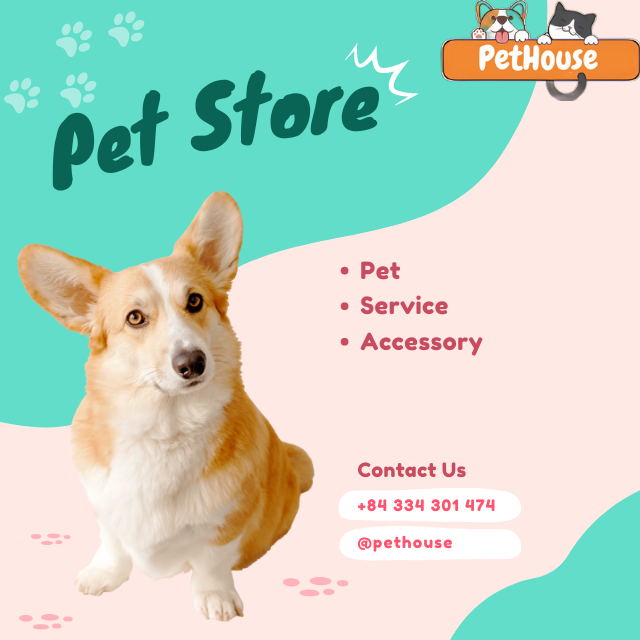 PetHouse
Pet Store
• Pet
• Service
• Accessory
Contact Us
+84 334 301 474
@pethouse